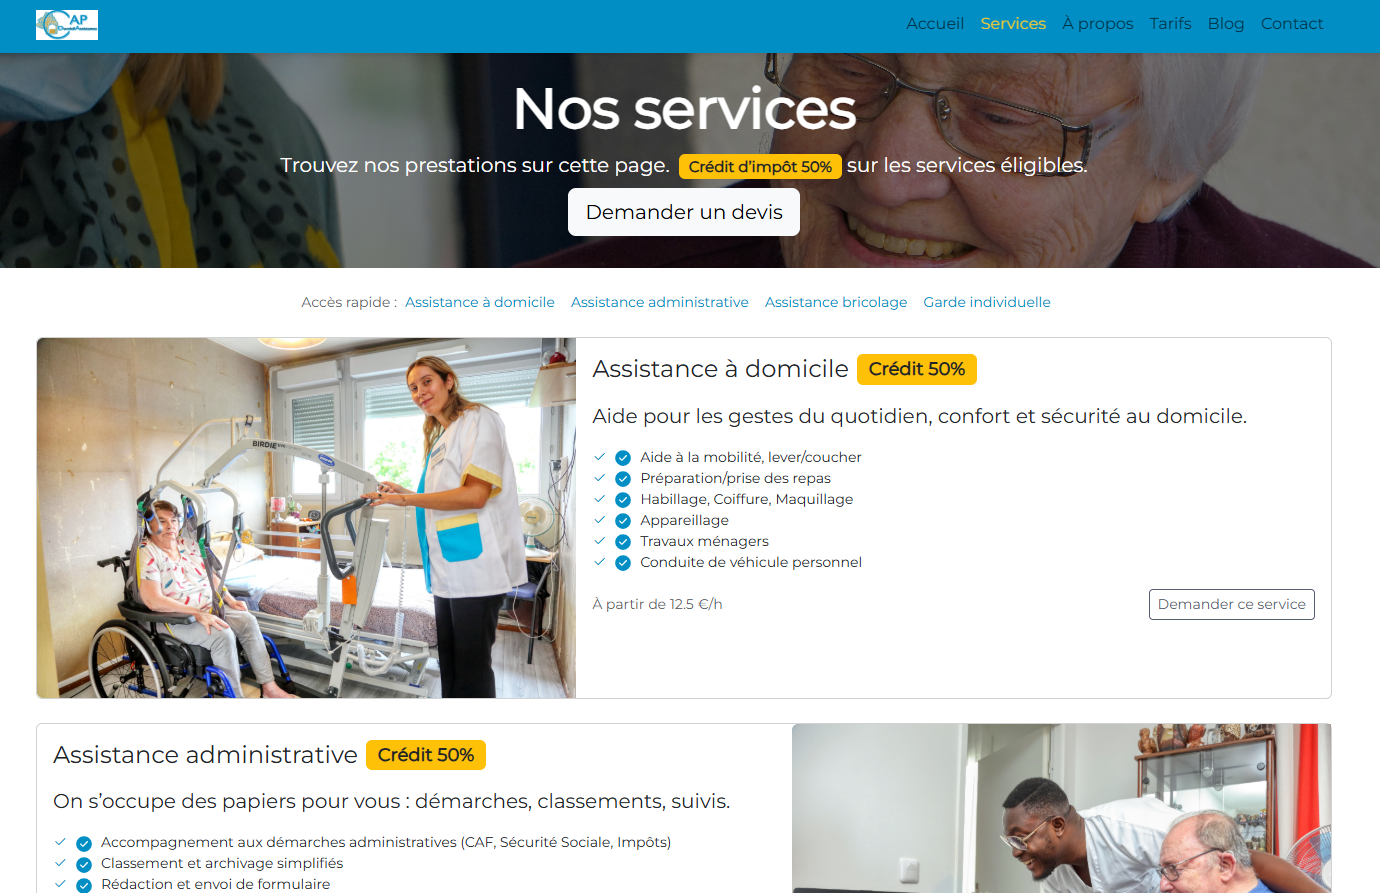 AP
Accueil Services À propos Tarifs Blog Contact
Nos services
Trouvez nos prestations sur cette page. Crédit d’impôt 50% sur les services éligibles.
Demander un devis
Accès rapide : Assistance à domicile Assistance administrative Assistance bricolage Garde individuelle
Assistance à domicile Crédit 50%
Aide pour les gestes du quotidien, confort et sécurité au domicile.
Aide à la mobilité, lever/coucher
Préparation/prise des repas
Habillage, Coiffure, Maquillage
Appareillage
Travaux ménagers
Conduite de véhicule personnel
À partir de 12.5 €/h
Demander ce service
BIRDIE
Assistance administrative Crédit 50%
On s’occupe des papiers pour vous : démarches, classements, suivis.
Accompagnement aux démarches administratives (CAF, Sécurité Sociale, Impôts)
Classement et archivage simplifiés
Rédaction et envoi de formulaire